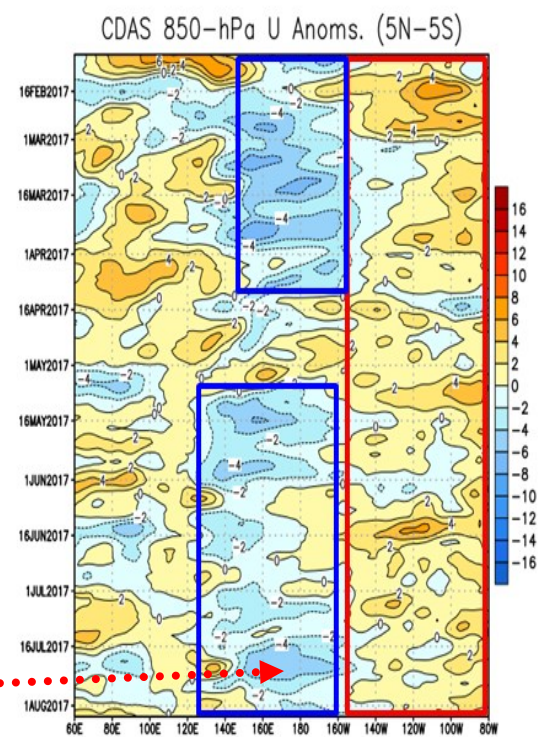 CDAS 850-hPa U Anoms. (5N-5S)
16FEB2017
1MAR2017
16MAR2017
1APR2017
16APR2017
1MAY2017
16MAY2017
1JUN2017
16JUN2017
1JUL2017
16JUL2017
1AUG2017
60E 80E 100E 120E 140E 160E 180 160W 140W 120W 100W 80W
16
14
12
10
8
6
4
2
0
-2
-4
-6
-8
-10
-12
-14
-16